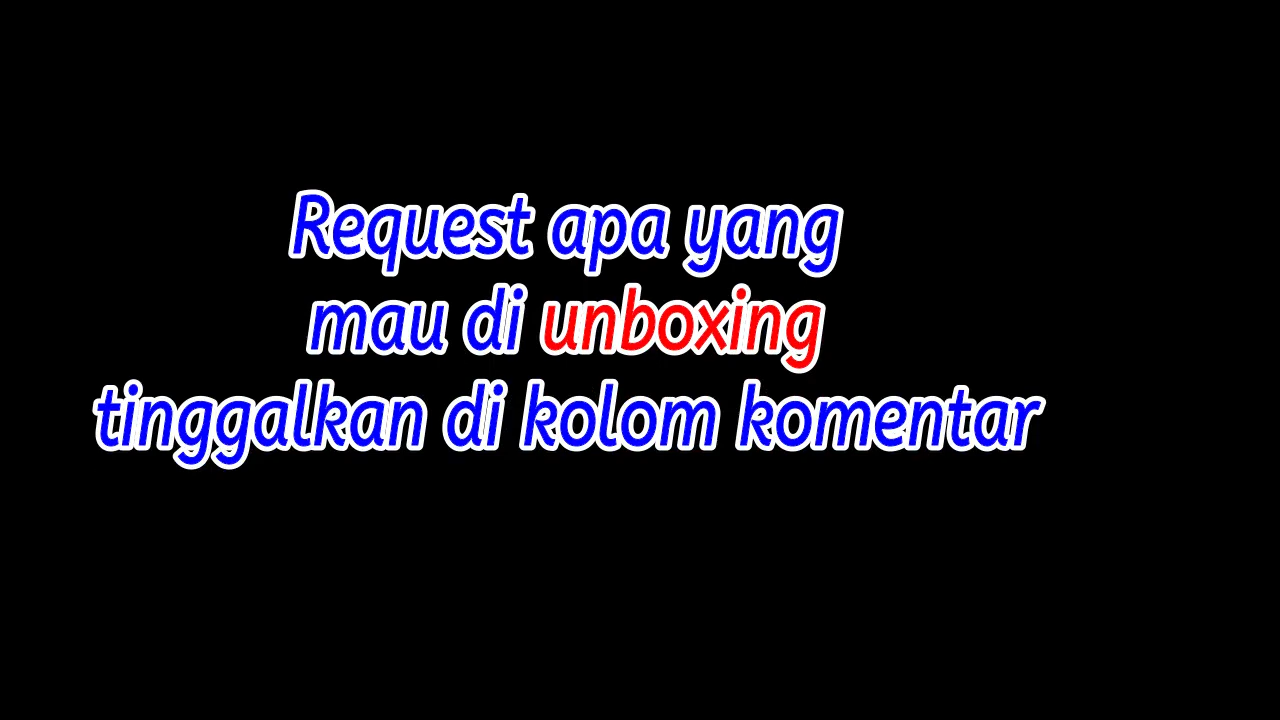 Request apa yang
mau di unboxing
tinggalkan di kolom komentar